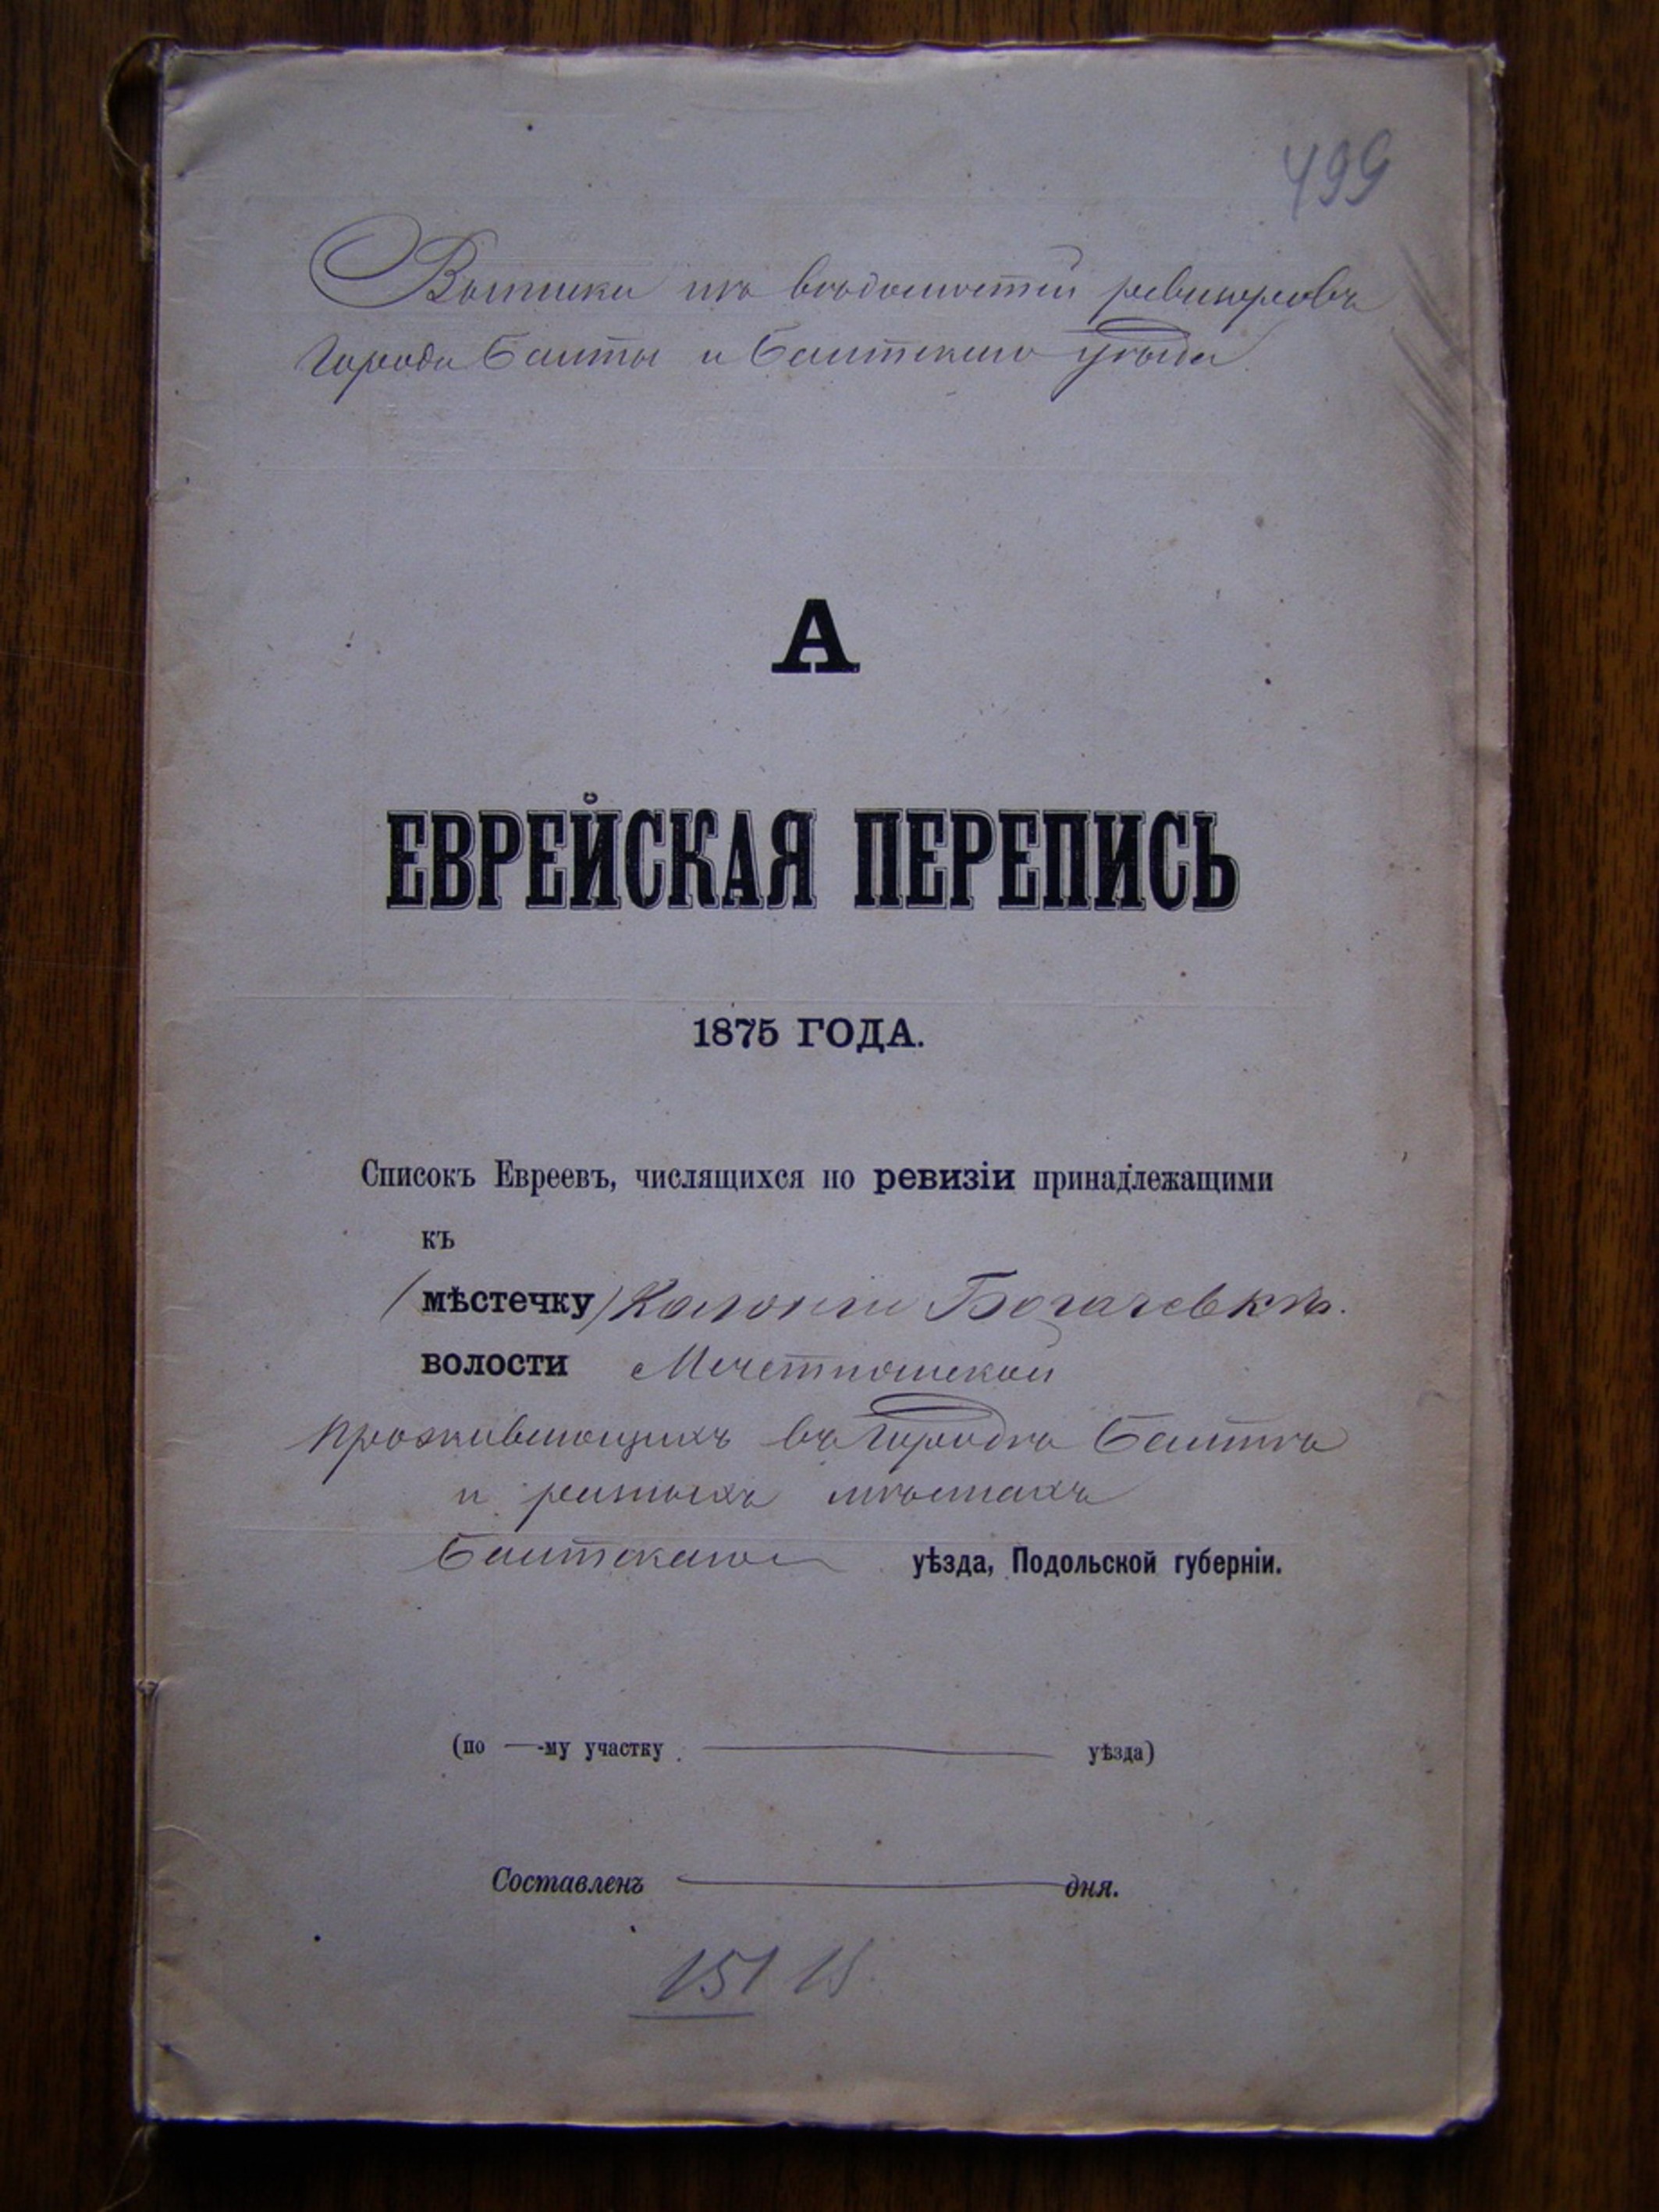 499
Выписки изъ вѣдомостей ревизоровъ
города Балты и Балтскаго уѣзда
А
ЕВРЕЙСКАЯ ПЕРЕПИСЬ
1875 ГОДА.
Списокъ Евреевъ, числящихся по ревизіи принадлежащими
къ
(мѣстечку) Колоніи Богачевкѣ.
волости
проживающихъ въ городѣ Балтѣ
и разныхъ мѣстахъ
Балтскаго уѣзда, Подольской губерніи.
(по —-му участку — уѣзда)
Составленъ — дня.
151